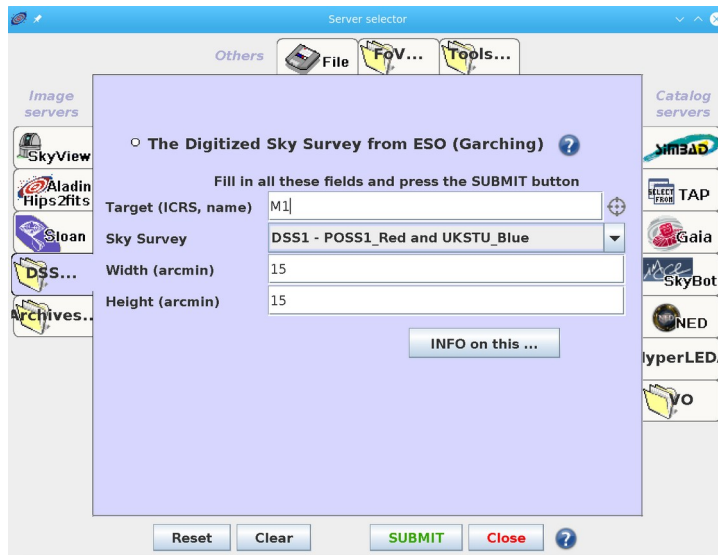 Server selector
Others
File
FoV...
Tools...
Image
servers
Catalog
servers
SkyView
Aladin
Hips2fits
Sloan
DSS...
Archives..
The Digitized Sky Survey from ESO (Garching) ?
Fill in all these fields and press the SUBMIT button
Target (ICRS, name) M1
Sky Survey DSS1 - POSS1_Red and UKSTU_Blue
Width (arcmin) 15
Height (arcmin) 15
INFO on this ...
SIMBAD
SELECT
FROM
TAP
Gaia
SkyBot
NED
HyperLED
VO
Reset Clear SUBMIT Close ?